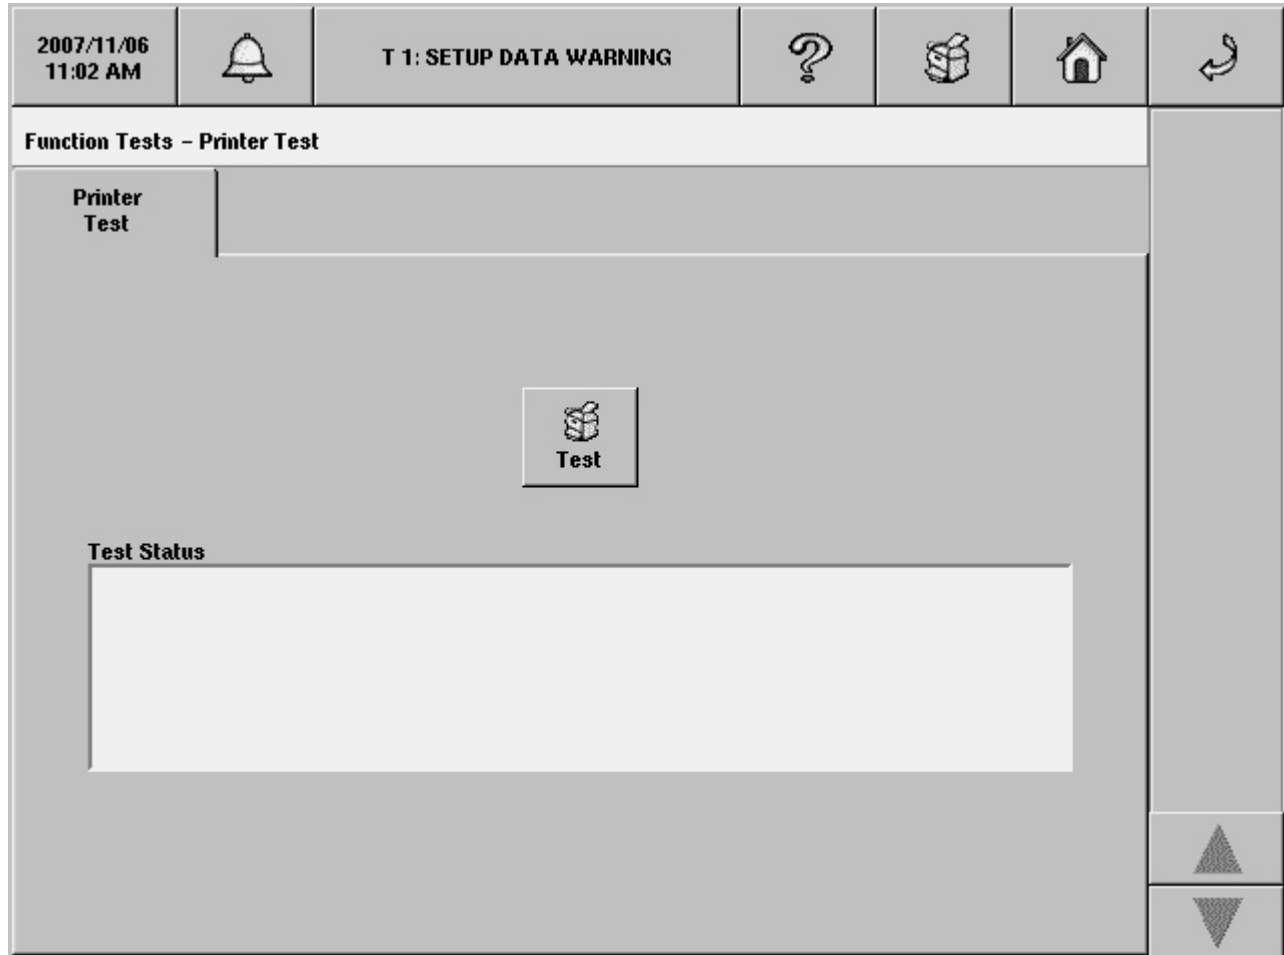 2007/11/06
11:02 AM
T 1: SETUP DATA WARNING
Function Tests – Printer Test
Printer
Test
Test
Test Status